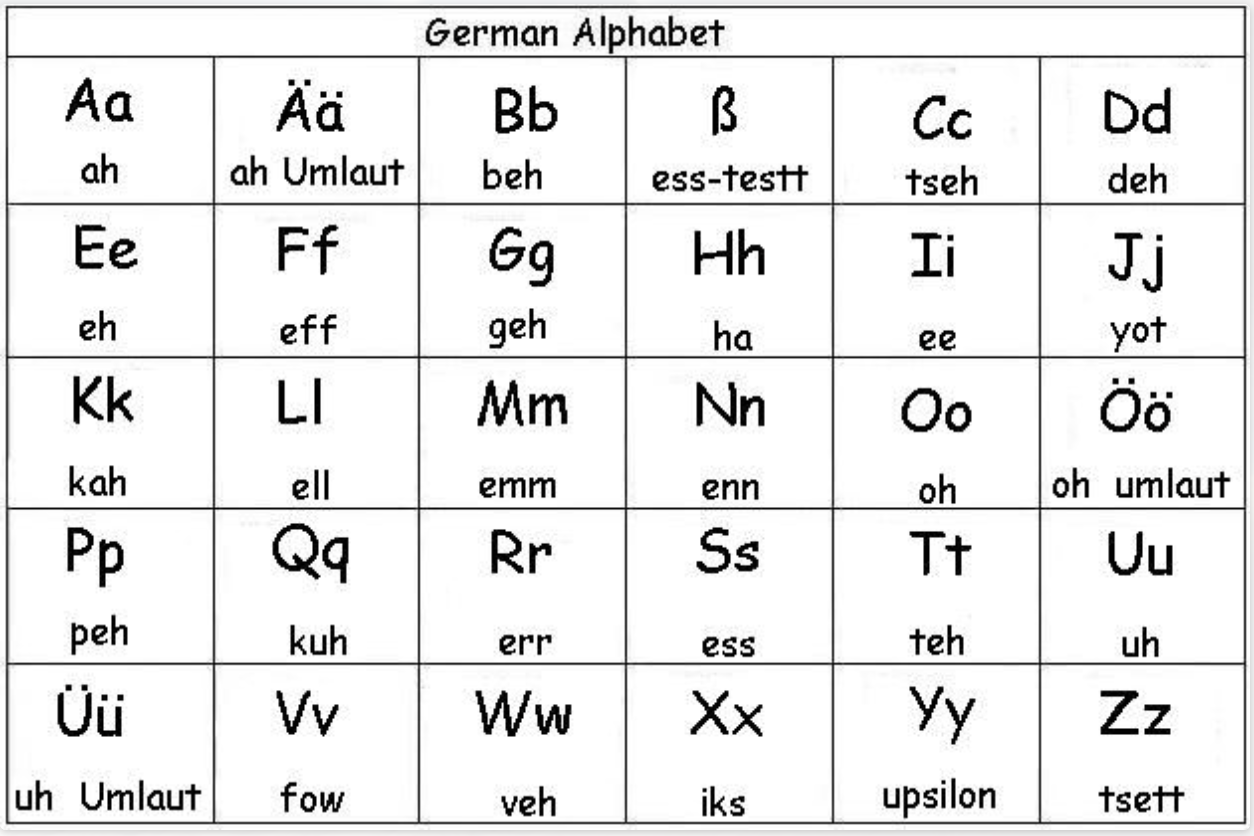 German Alphabet
Aa Ää Bb ß Cc Dd
ah ah Umlaut beh ess-testt tseh deh
Ee Ff Gg Hh Ii Jj
eh eff geh ha ee yot
Kk Ll Mm Nn Oo Öö
kah ell emm enn oh oh umlaut
Pp Qq Rr Ss Tt Uu
peh kuh err ess teh uh
Üü Vv Ww Xx Yy Zz
uh Umlaut fow veh iks upsilon tsett